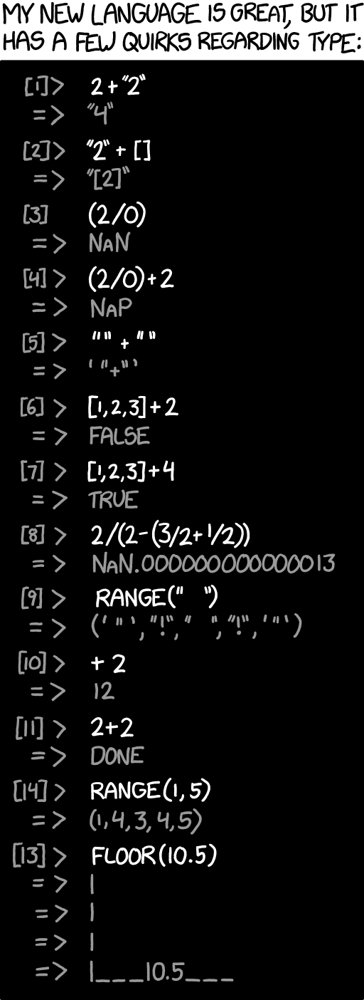 MY NEW LANGUAGE IS GREAT, BUT IT
HAS A FEW QUIRKS REGARDING TYPE:
[1]> 2+"2"
=> "4"
[2]> "2" + []
=> "[2]"
[3] (2/0)
=> NAN
[4] > (2/0)+2
=> NAP
[5] > "" + ""
=> ' "+" '
[6] > [1,2,3]+2
=> FALSE
[7] > [1,2,3]+4
=> TRUE
[8] > 2/(2-(3/2+1/2))
=> NAN.000000000000013
[9] > RANGE(" ")
=> (' " ', "!", " ", "!", ' " ')
[10] > + 2
=> 12
[11] > 2+2
=> DONE
[14] > RANGE(1,5)
=> (1,4,3,4,5)
[13] > FLOOR(10.5)
=> |
=> |
=> |
=> |___10.5___